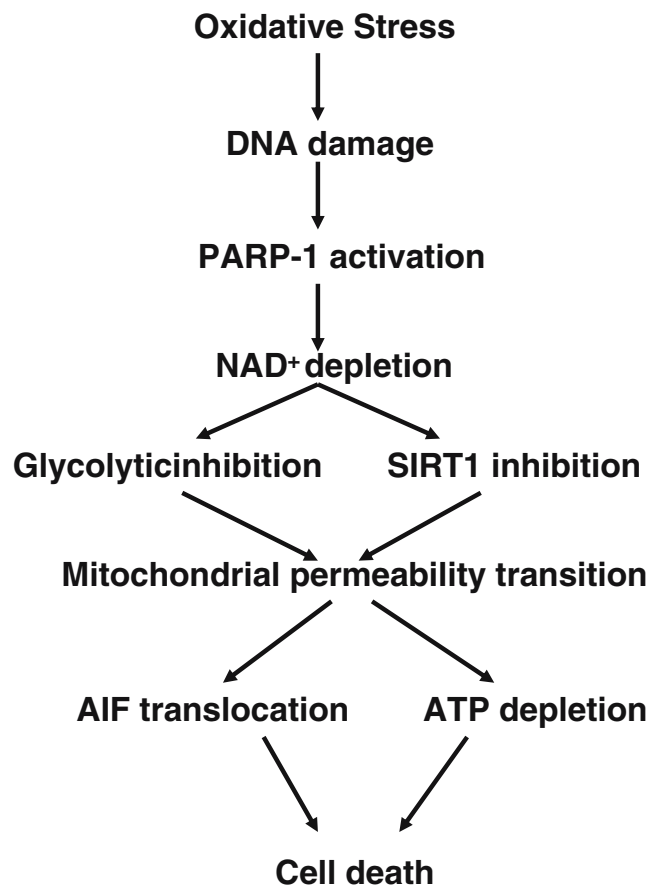 Oxidative Stress
DNA damage
PARP-1 activation
NAD⁺ depletion
Glycolyticinhibition SIRT1 inhibition
Mitochondrial permeability transition
AIF translocation ATP depletion
Cell death